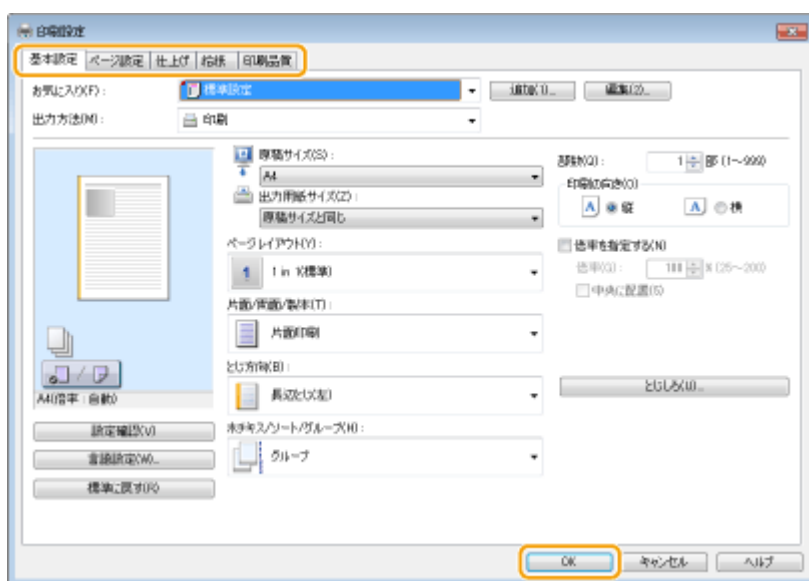 印刷設定
基本設定 ページ設定 仕上げ 給紙 印刷品質
お気に入り(F): 標準設定 追加(1)... 編集(2)...
出力方法(M): 印刷
原稿サイズ(S):
A4
出力用紙サイズ(Z):
原稿サイズと同じ
ページレイアウト(Y):
1 in 1(標準)
片面/両面/製本(T):
片面印刷
とじ方向(B):
長辺とじ(左)
ホチキス/ソート/グループ(H):
グループ
部数(Q): 1 部 (1~999)
印刷の向き(O)
A 縦 A 横
倍率を指定する(N)
倍率(G): 100 % (25~200)
中央に配置(5)
とじしろ(U)...
A4(倍率:自動)
設定確認(V)
言語設定(W)...
標準に戻す(R)
OK キャンセル ヘルプ